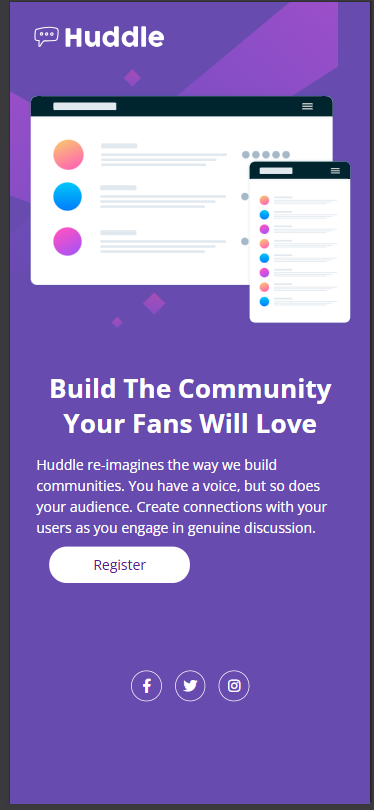 Huddle
Build The Community
Your Fans Will Love
Huddle re-imagines the way we build
communities. You have a voice, but so does
your audience. Create connections with your
users as you engage in genuine discussion.
Register